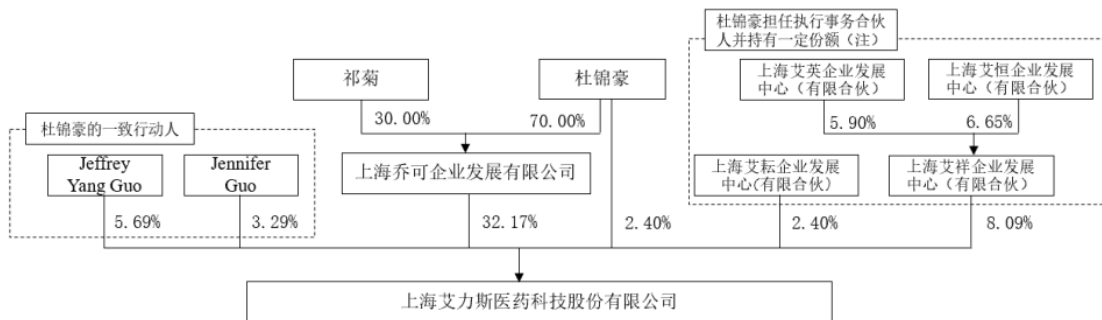 杜锦豪担任执行事务合伙
人并持有一定份额（注）
祁菊
杜锦豪
上海艾英企业发展
中心（有限合伙）
上海艾恒企业发展
中心（有限合伙）
30.00%
70.00%
5.90%
6.65%
杜锦豪的一致行动人
Jeffrey
Yang Guo
Jennifer
Guo
上海乔可企业发展有限公司
上海艾耘企业发展
中心(有限合伙)
上海艾祥企业发展
中心（有限合伙）
5.69%
3.29%
32.17%
2.40%
2.40%
8.09%
上海艾力斯医药科技股份有限公司